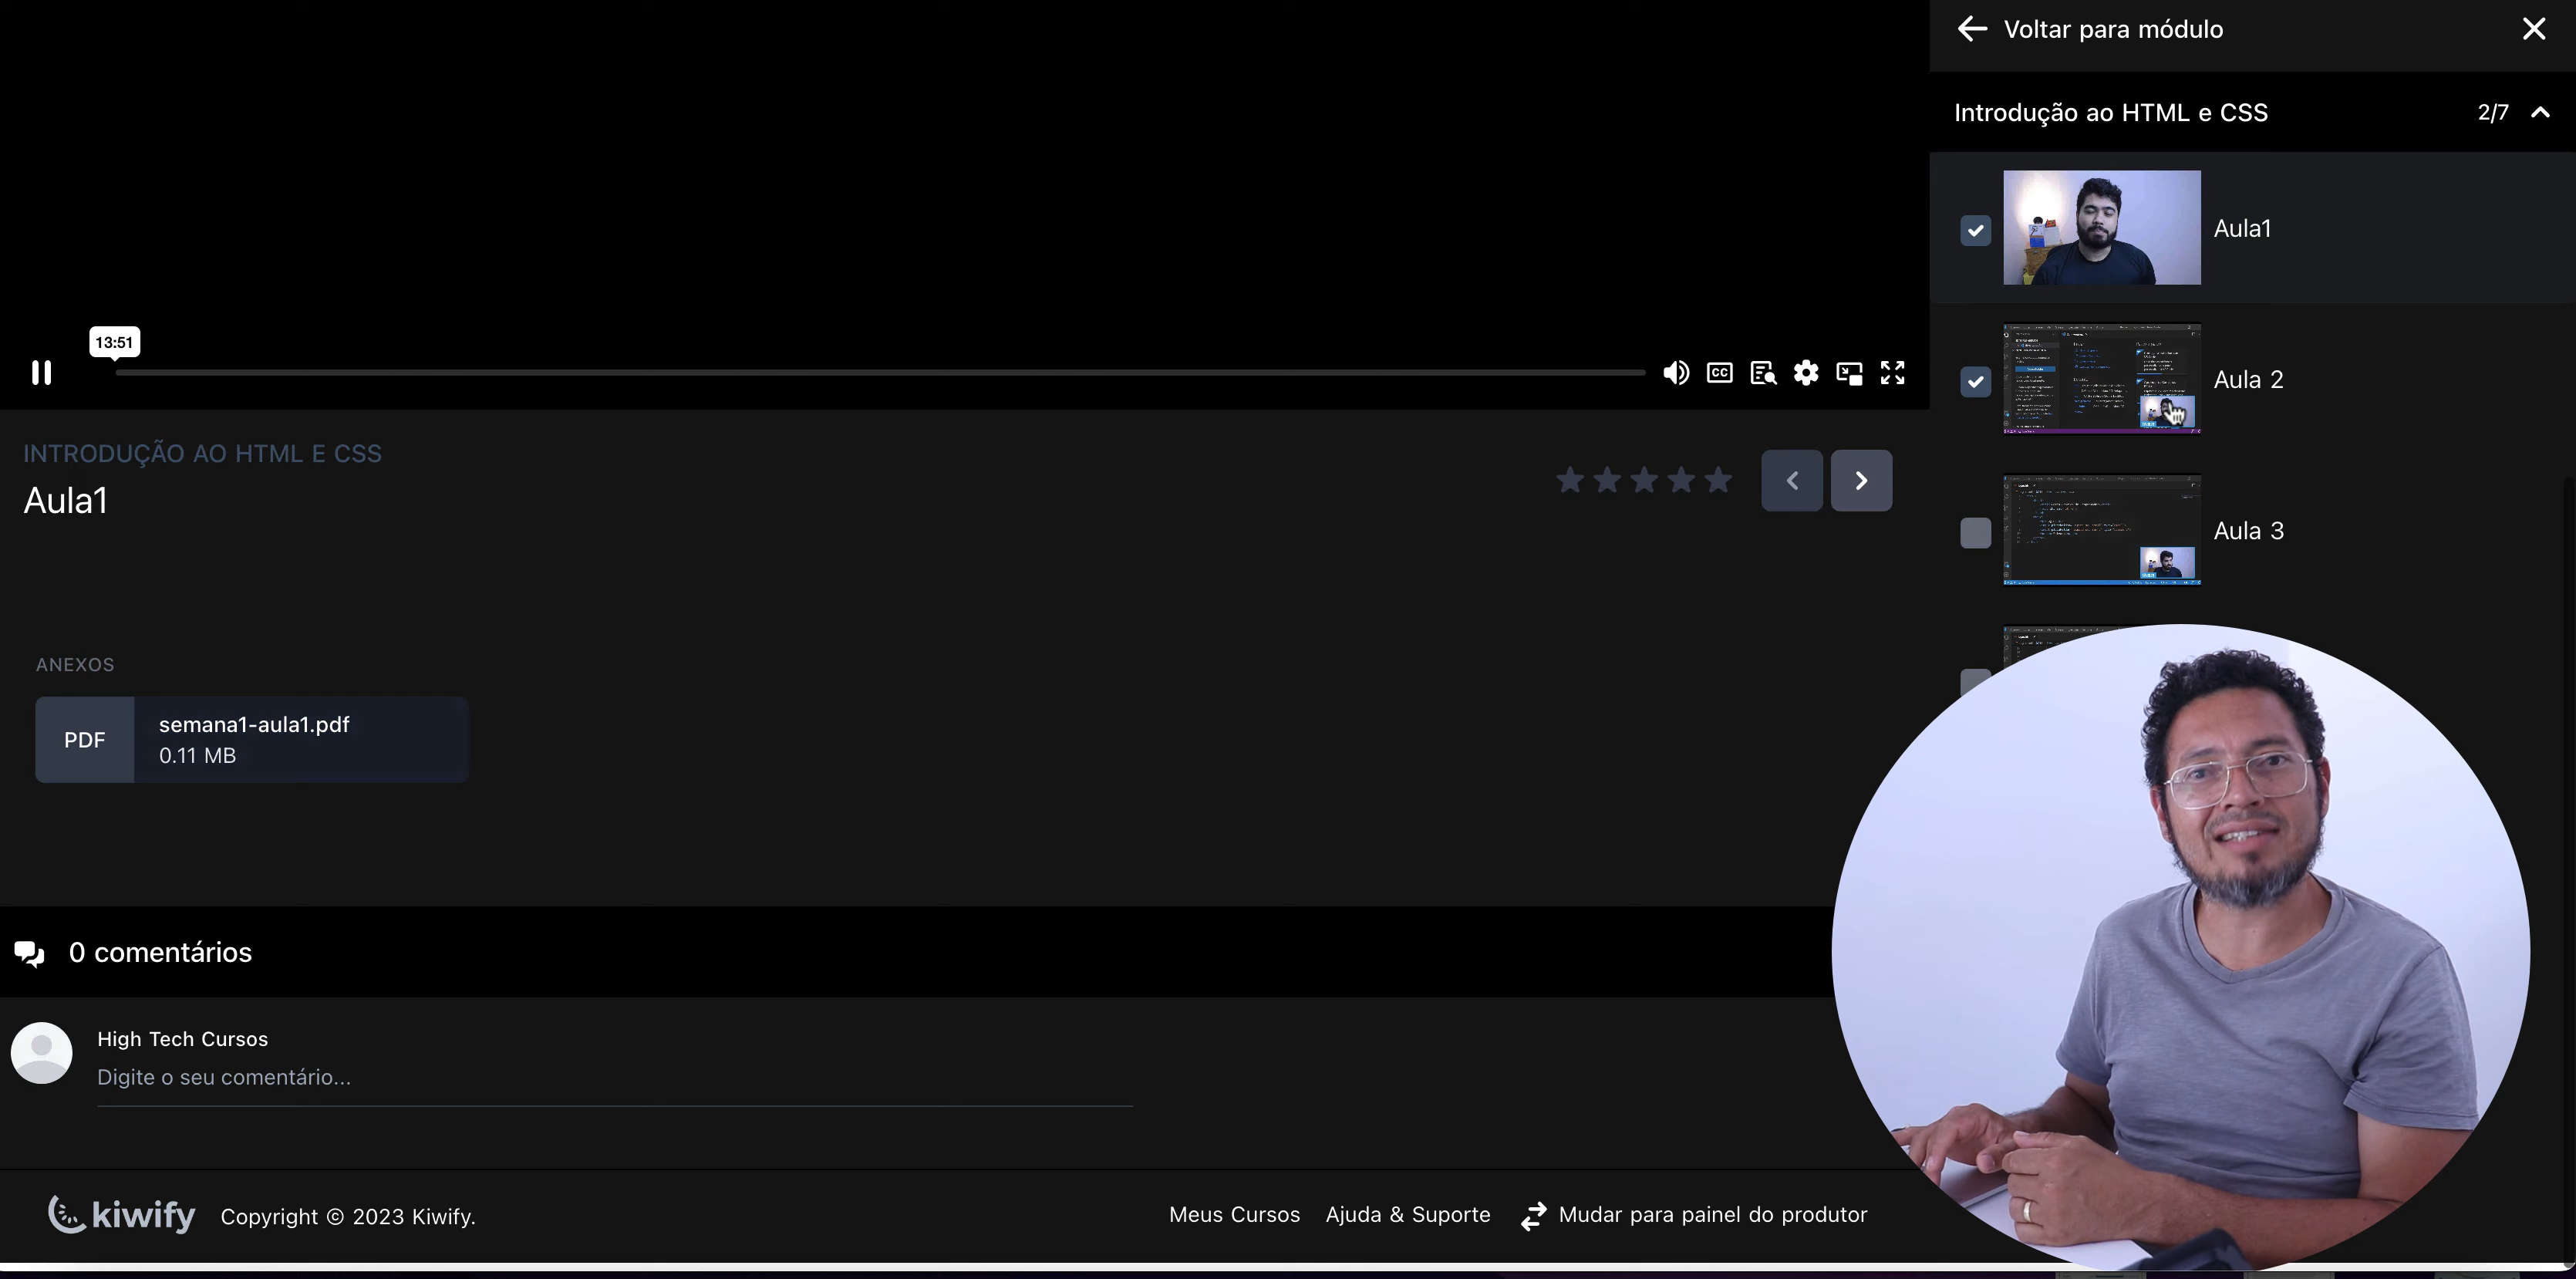 Voltar para módulo
Introdução ao HTML e CSS 2/7
Aula1
Aula 2
Aula 3
13:51
CC
INTRODUÇÃO AO HTML E CSS
Aula1
ANEXOS
PDF
semana1-aula1.pdf
0.11 MB
0 comentários
High Tech Cursos
Digite o seu comentário...
kiwify
Copyright © 2023 Kiwify.
Meus Cursos
Ajuda & Suporte
Mudar para painel do produtor